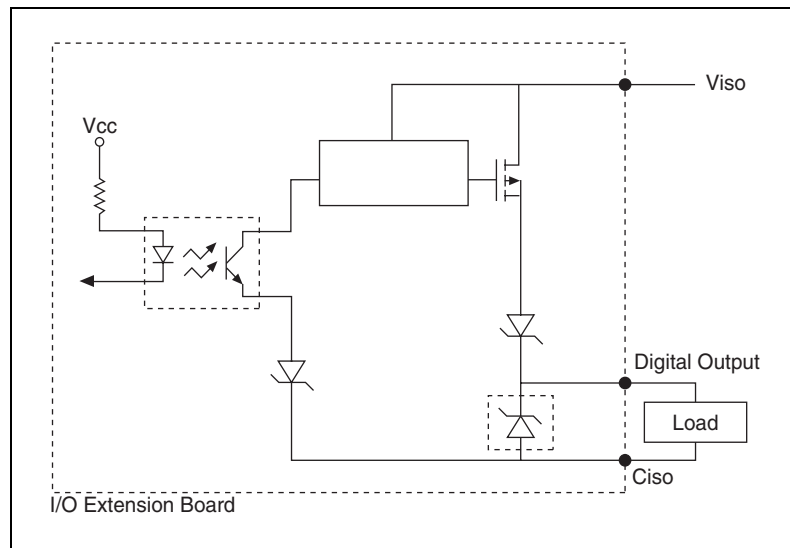 Viso
Vcc
Digital Output
Load
Ciso
I/O Extension Board